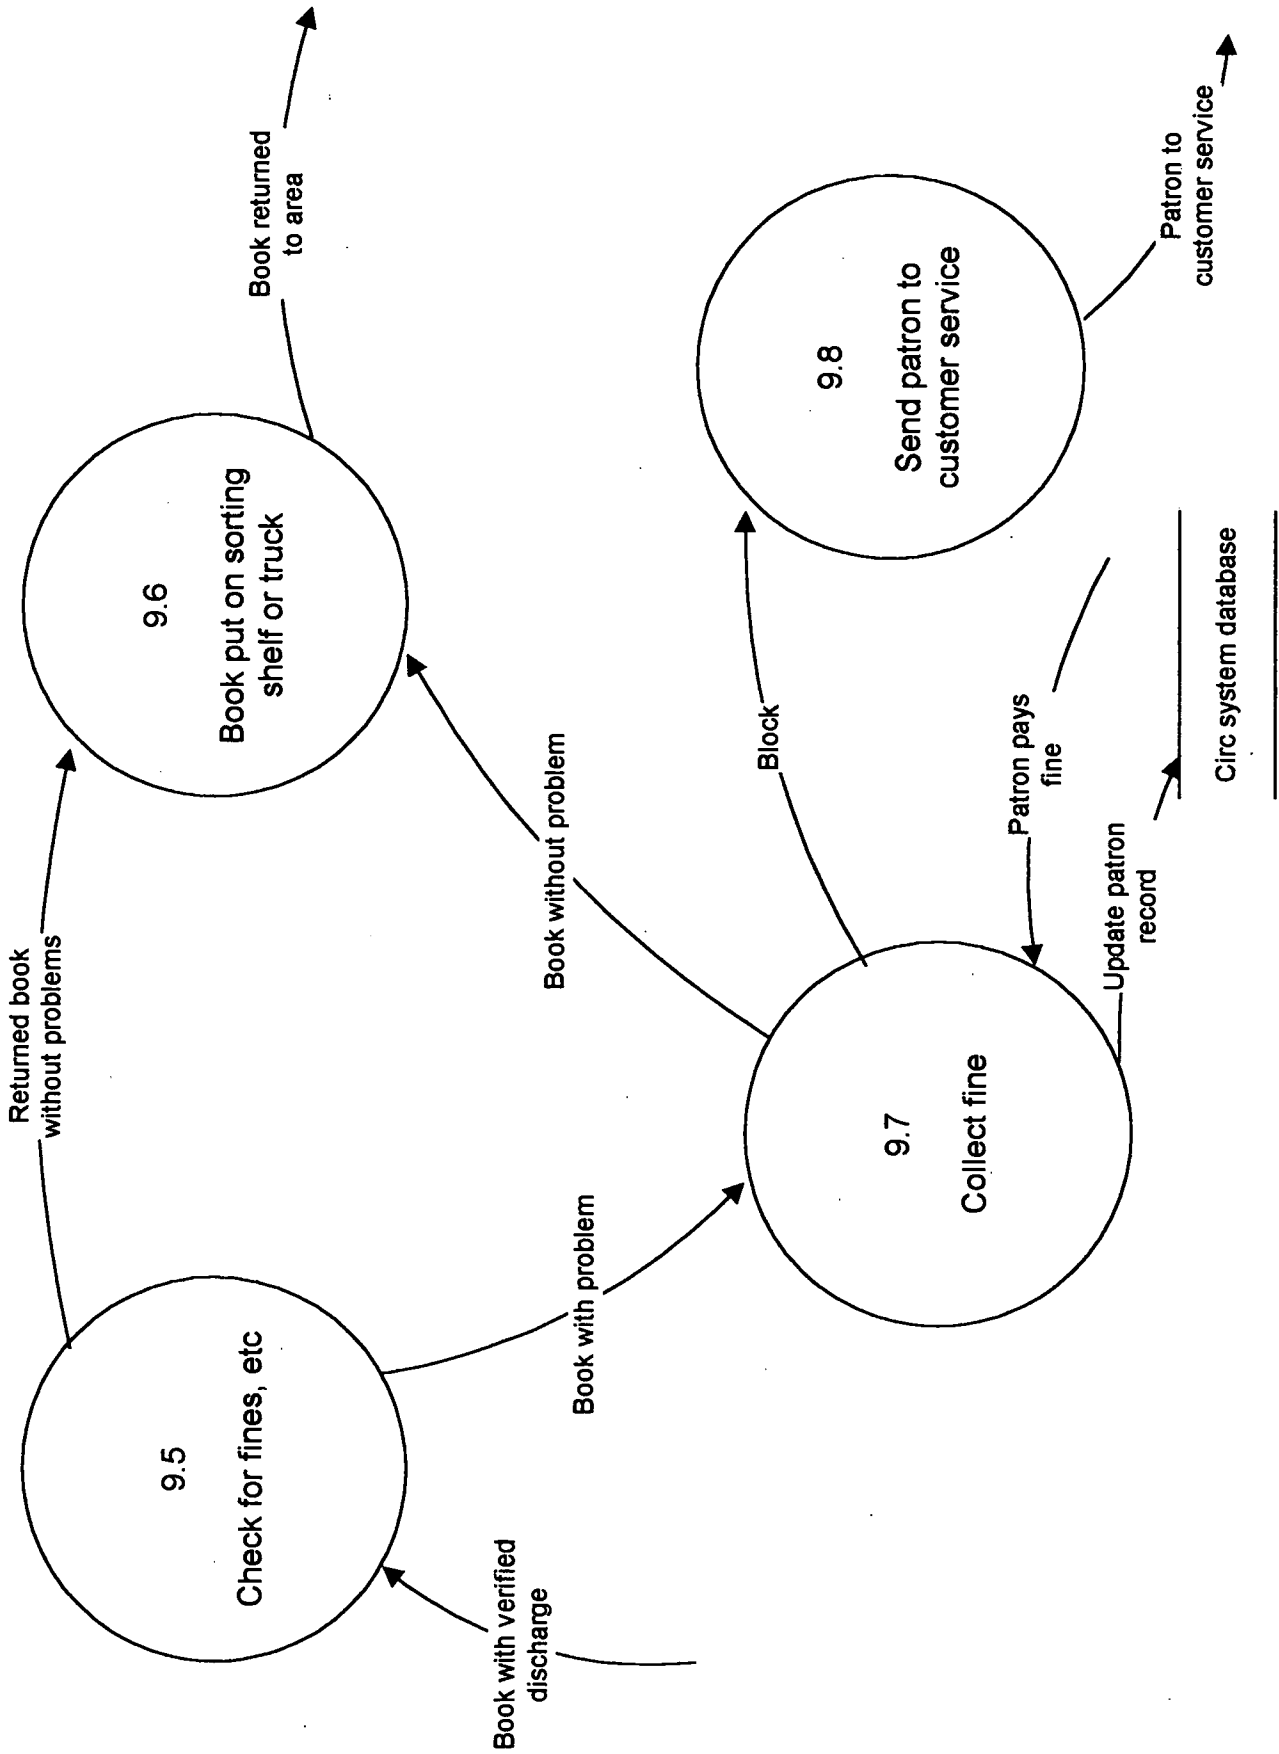 Returned book
without problems
9.5
Check for fines, etc
9.6
Book put on sorting
shelf or truck
Book returned
to area
Book with verified
discharge
Book with problem
Book without problem
Block
9.7
Collect fine
9.8
Send patron to
customer service
Patron pays
fine
Update patron
record
Patron to
customer service
Circ system database